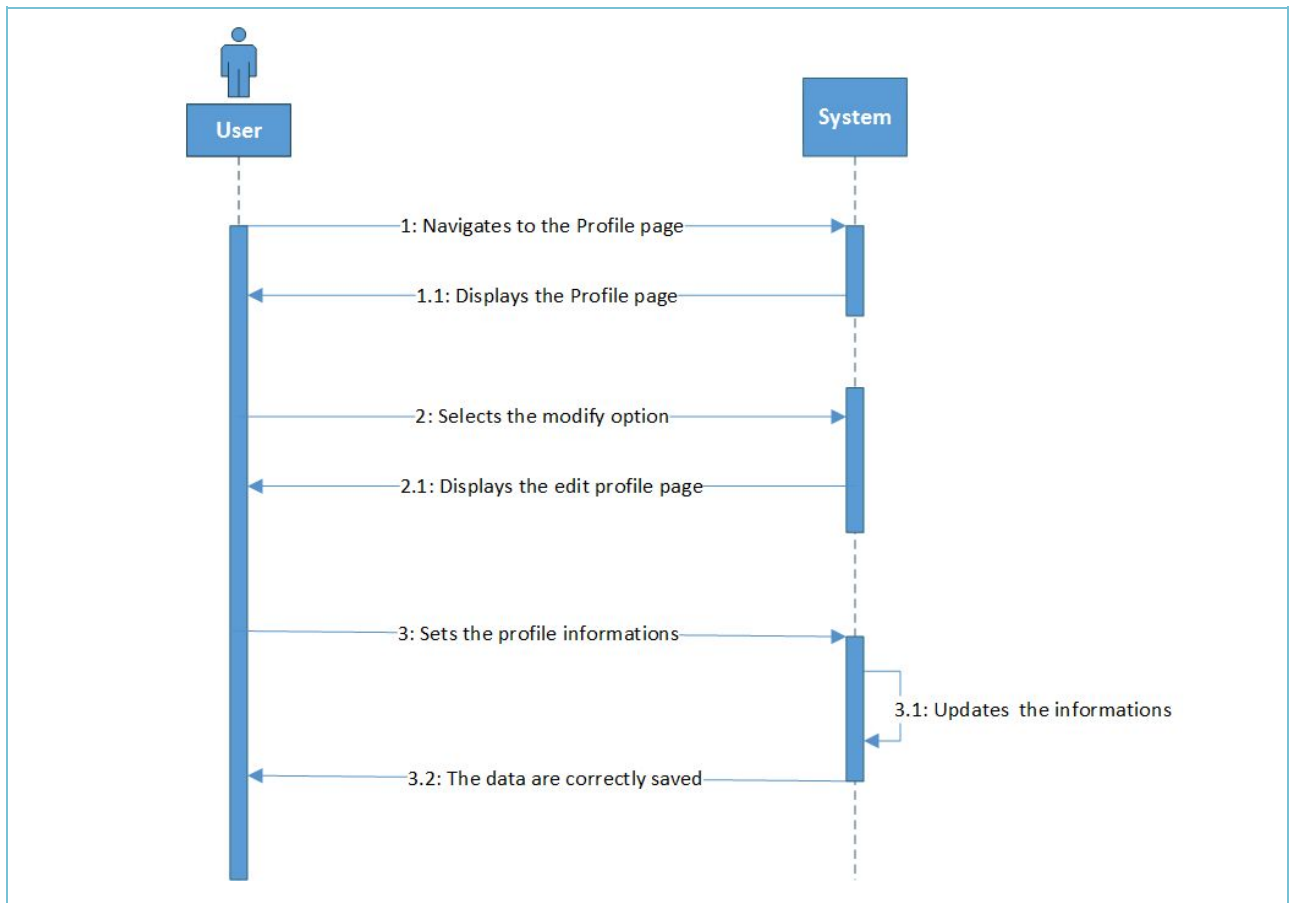 User
System
1: Navigates to the Profile page
1.1: Displays the Profile page
2: Selects the modify option
2.1: Displays the edit profile page
3: Sets the profile informations
3.1: Updates  the informations
3.2: The data are correctly saved